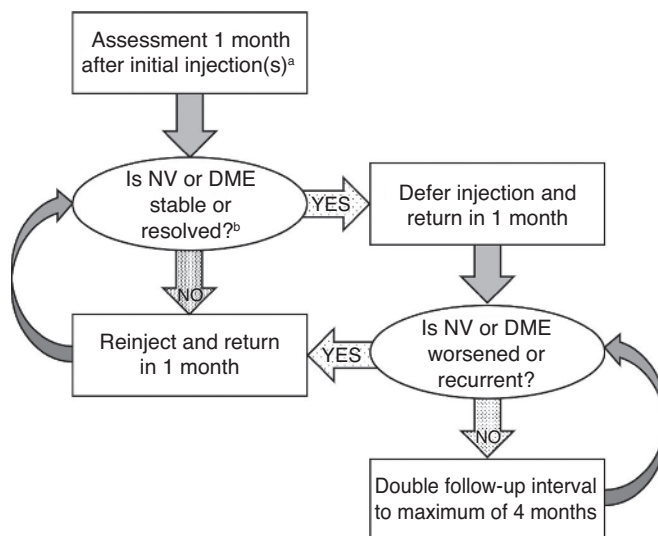 Assessment 1 month
after initial injection(s)ᵃ
Is NV or DME
stable or
resolved?ᵇ
YES
Defer injection and
return in 1 month
NO
Reinject and return
in 1 month
YES
Is NV or DME
worsened or
recurrent?
NO
Double follow-up interval
to maximum of 4 months